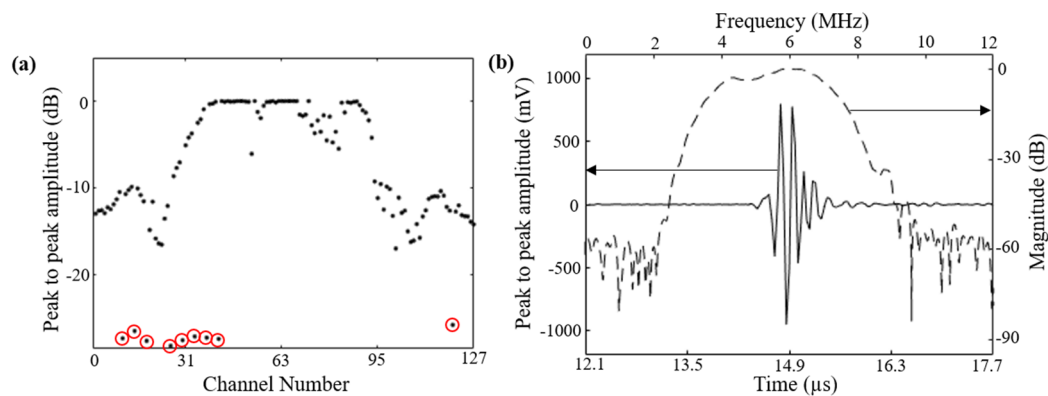 (a)
Peak to peak amplitude (dB)
0
-10
-20
0 31 63 95 127
Channel Number
(b)
Frequency (MHz)
0 2 4 6 8 10 12
Peak to peak amplitude (mV)
1000
500
0
-500
-1000
0
-30
-60
-90
Magnitude (dB)
12.1 13.5 14.9 16.3 17.7
Time (µs)